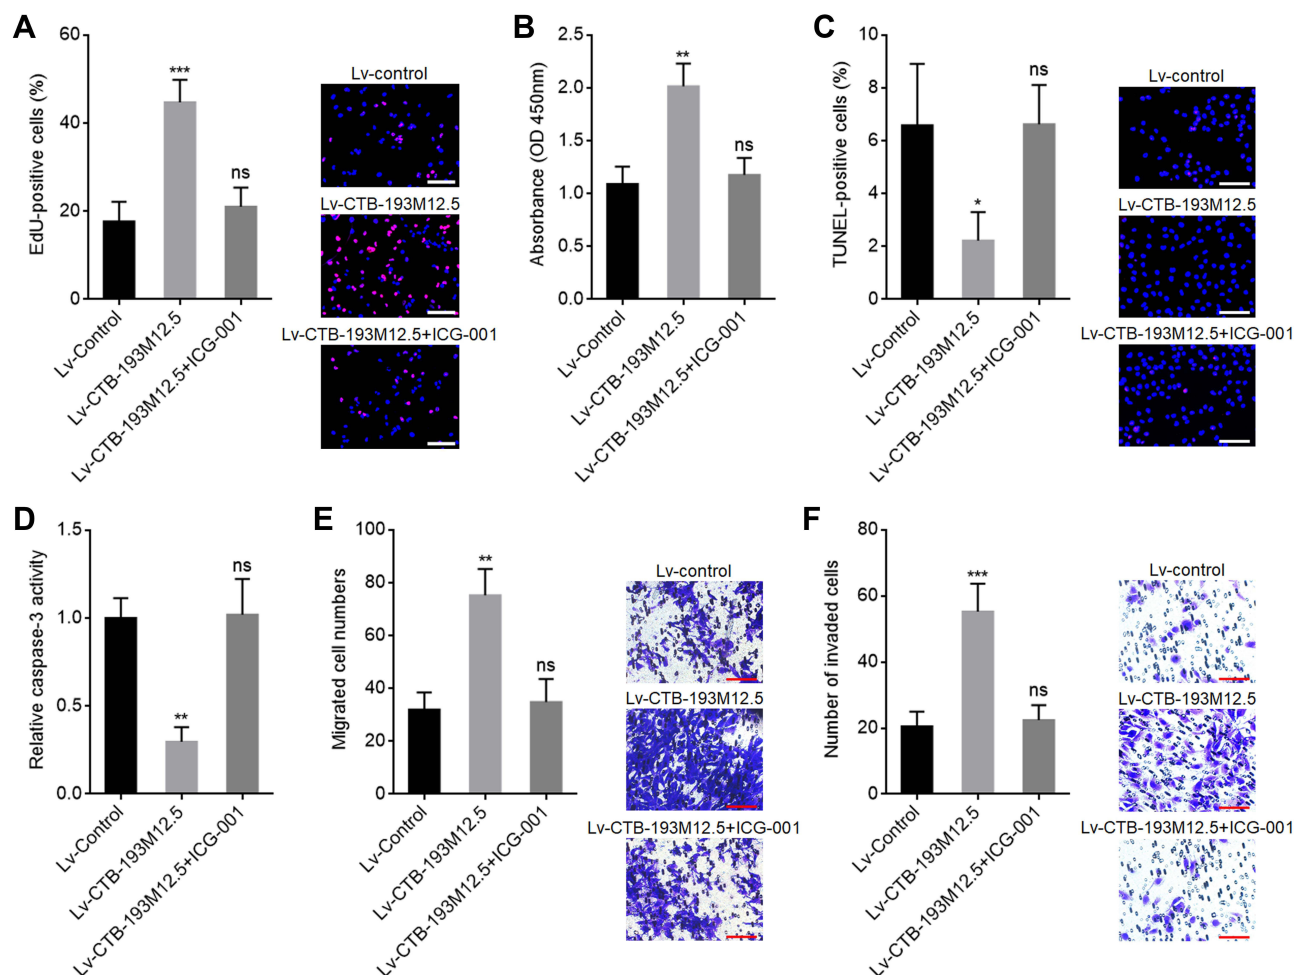 A
EdU-positive cells (%)
60
40
20
0
***
ns
Lv-Control
Lv-CTB-193M12.5
Lv-CTB-193M12.5+ICG-001
Lv-control
Lv-CTB-193M12.5
Lv-CTB-193M12.5+ICG-001
B
Absorbance (OD 450nm)
2.5
2.0
1.5
1.0
0.5
0.0
**
ns
Lv-Control
Lv-CTB-193M12.5
Lv-CTB-193M12.5+ICG-001
C
TUNEL-positive cells (%)
10
8
6
4
2
0
*
ns
Lv-Control
Lv-CTB-193M12.5
Lv-CTB-193M12.5+ICG-001
Lv-control
Lv-CTB-193M12.5
Lv-CTB-193M12.5+ICG-001
D
Relative caspase-3 activity
1.5
1.0
0.5
0.0
**
ns
Lv-Control
Lv-CTB-193M12.5
Lv-CTB-193M12.5+ICG-001
E
Migrated cell numbers
100
80
60
40
20
0
**
ns
Lv-Control
Lv-CTB-193M12.5
Lv-CTB-193M12.5+ICG-001
Lv-control
Lv-CTB-193M12.5
Lv-CTB-193M12.5+ICG-001
F
Number of invaded cells
80
60
40
20
0
***
ns
Lv-Control
Lv-CTB-193M12.5
Lv-CTB-193M12.5+ICG-001
Lv-control
Lv-CTB-193M12.5
Lv-CTB-193M12.5+ICG-001